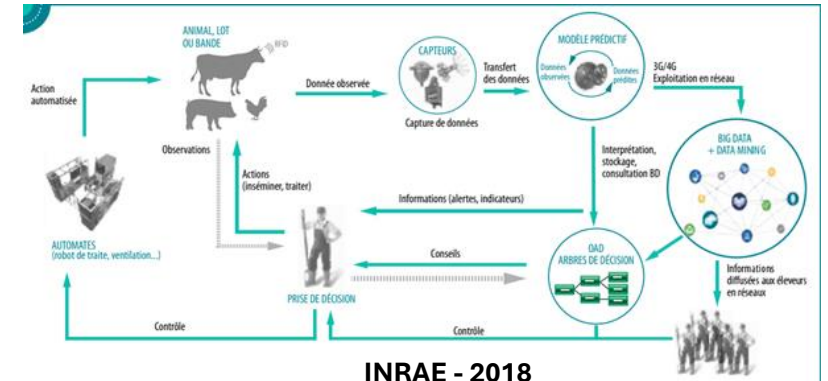 ANIMAL, LOT
OU BANDE
RFID
Action
automatisée
Donnée observée
CAPTEURS
Capture de données
Transfert
des données
MODÈLE PRÉDICTIF
Données
observées
Données
prédites
3G/4G
Exploitation en réseau
BIG DATA
+ DATA MINING
Observations
Actions
(inséminer, traiter)
Interprétation,
stockage,
consultation BD
Informations (alertes, indicateurs)
AUTOMATES
(robot de traite, ventilation...)
Conseils
OAD
ARBRES DE DÉCISION
Informations
diffusées aux éleveurs
en réseaux
PRISE DE DÉCISION
Contrôle
Contrôle
INRAE - 2018